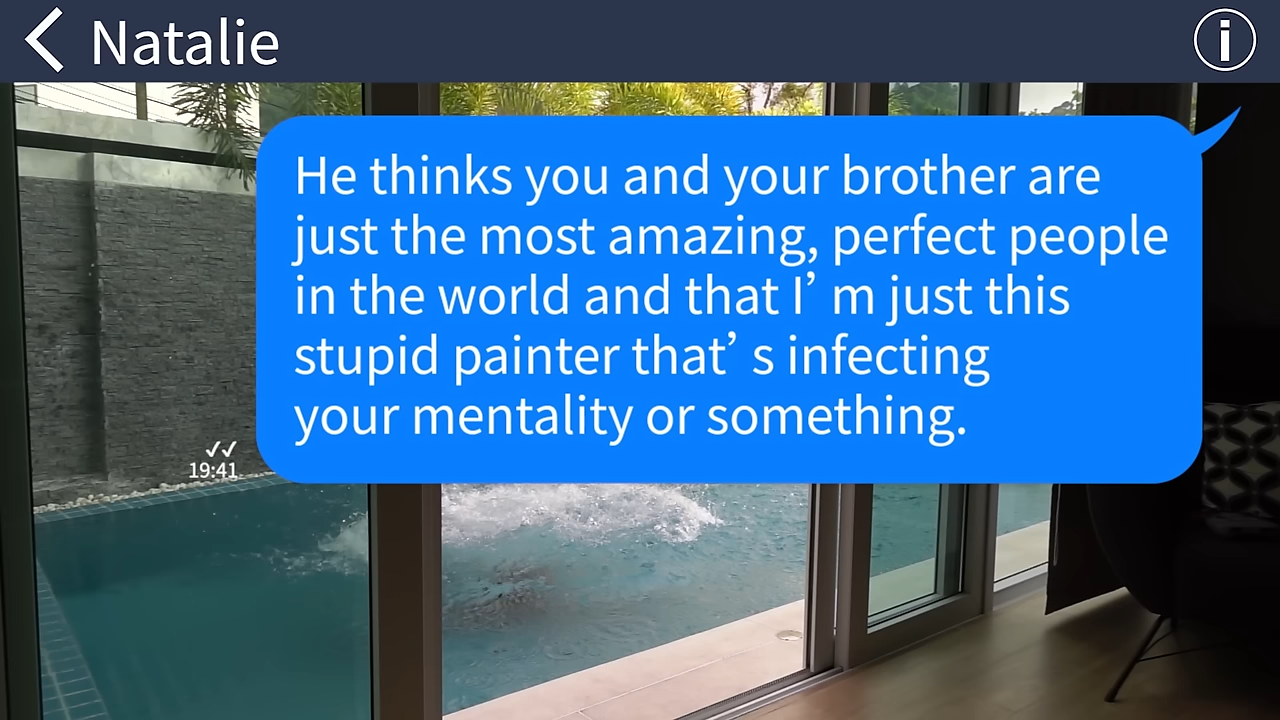 Natalie
i
He thinks you and your brother are
just the most amazing, perfect people
in the world and that I’ m just this
stupid painter that’ s infecting
your mentality or something.
✓✓
19:41